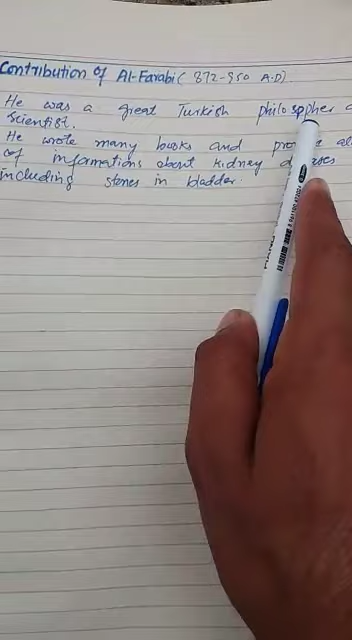 Contribution of Al-Farabi (872-950 A.D)
He was a great Turkish philosopher
Scientist.
He wrote many books and
of informations about kidney
including stones in bladder.